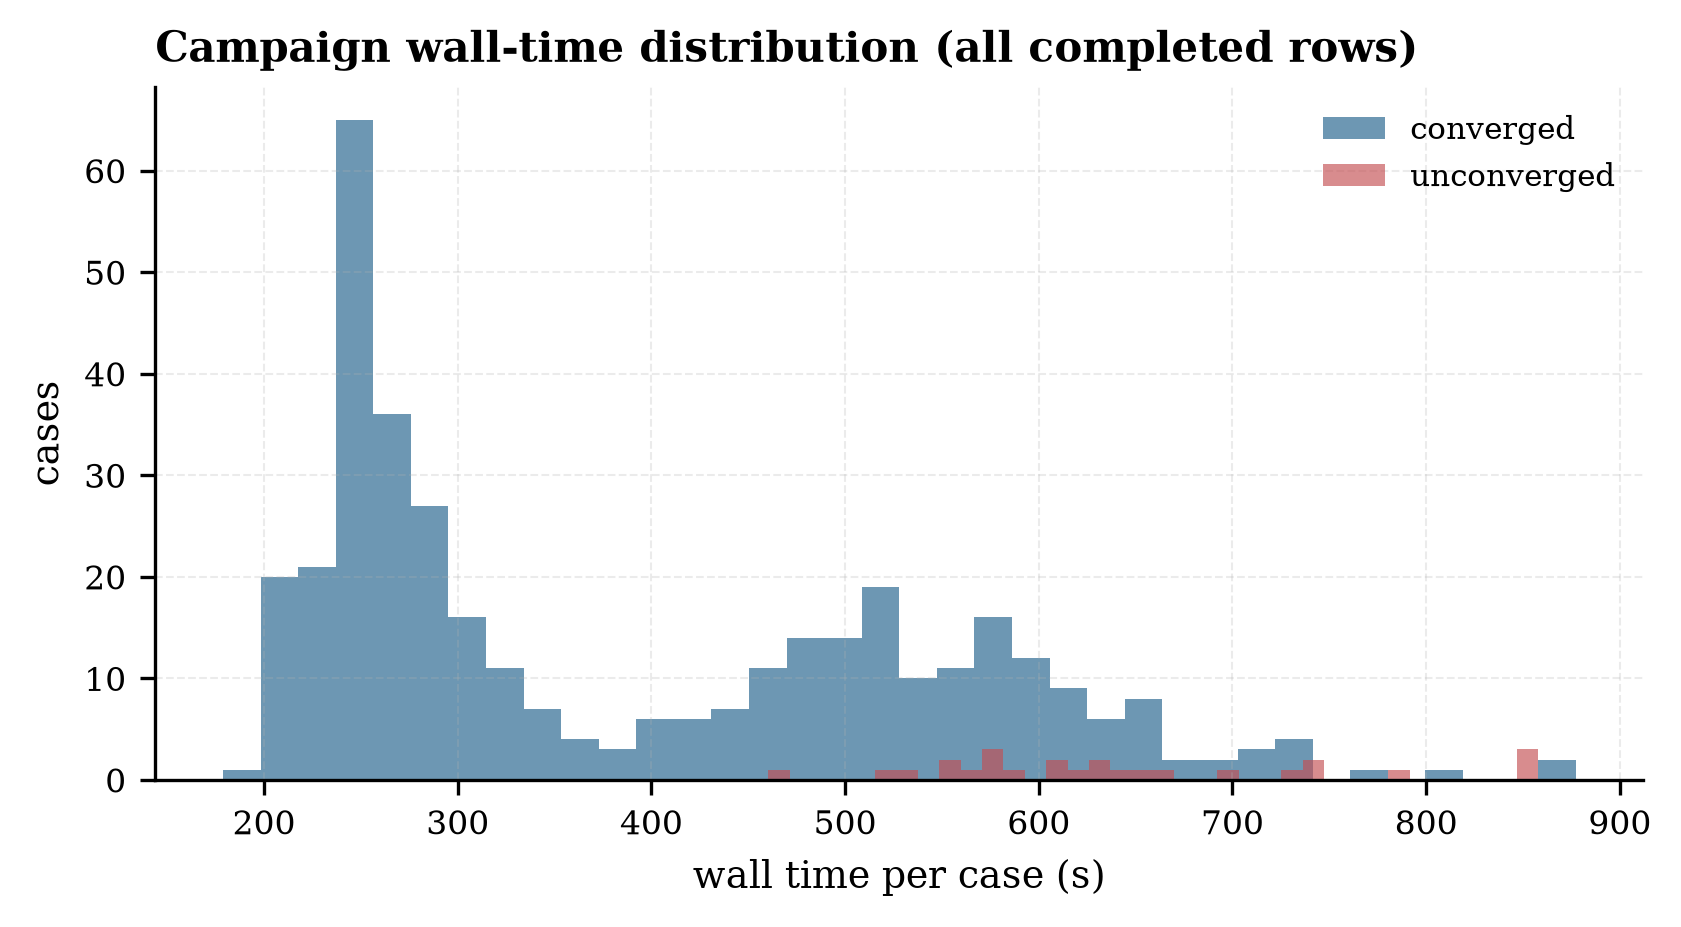 Campaign wall-time distribution (all completed rows)
converged
unconverged
cases
60
50
40
30
20
10
0
200 300 400 500 600 700 800 900
wall time per case (s)